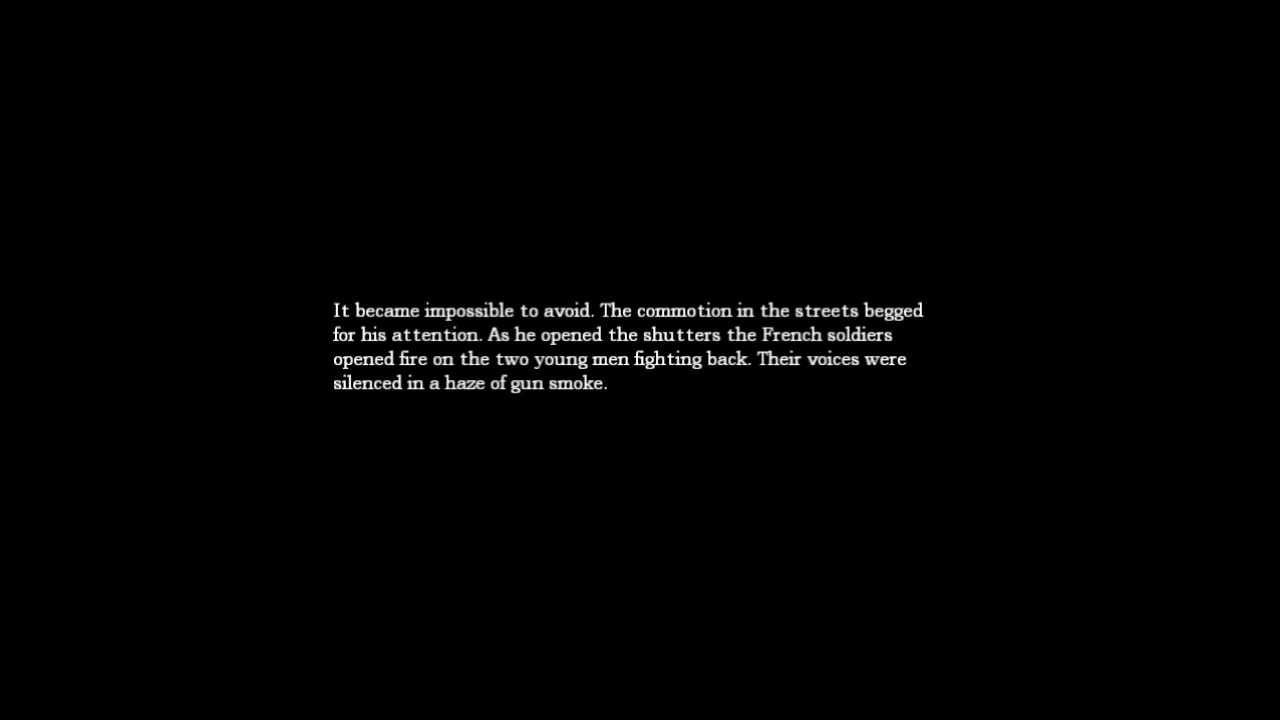 It became impossible to avoid. The commotion in the streets begged
for his attention. As he opened the shutters the French soldiers
opened fire on the two young men fighting back. Their voices were
silenced in a haze of gun smoke.